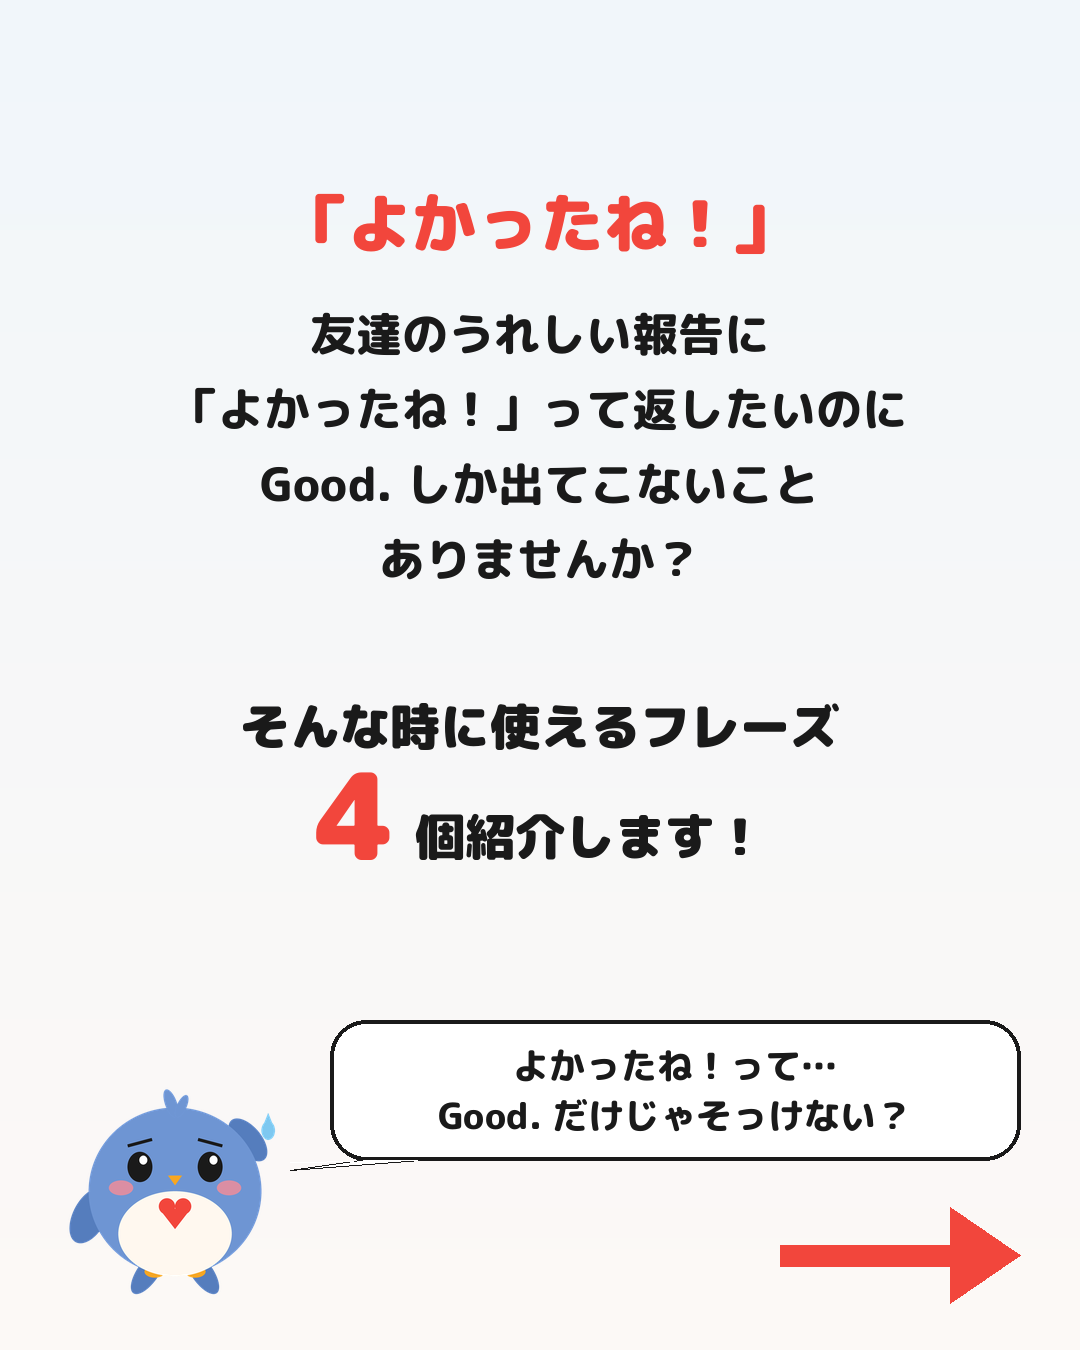 「よかったね！」
友達のうれしい報告に
「よかったね！」って返したいのに
Good. しか出てこないこと
ありませんか？
そんな時に使えるフレーズ
4 個紹介します！
よかったね！って…
Good. だけじゃそっけない？